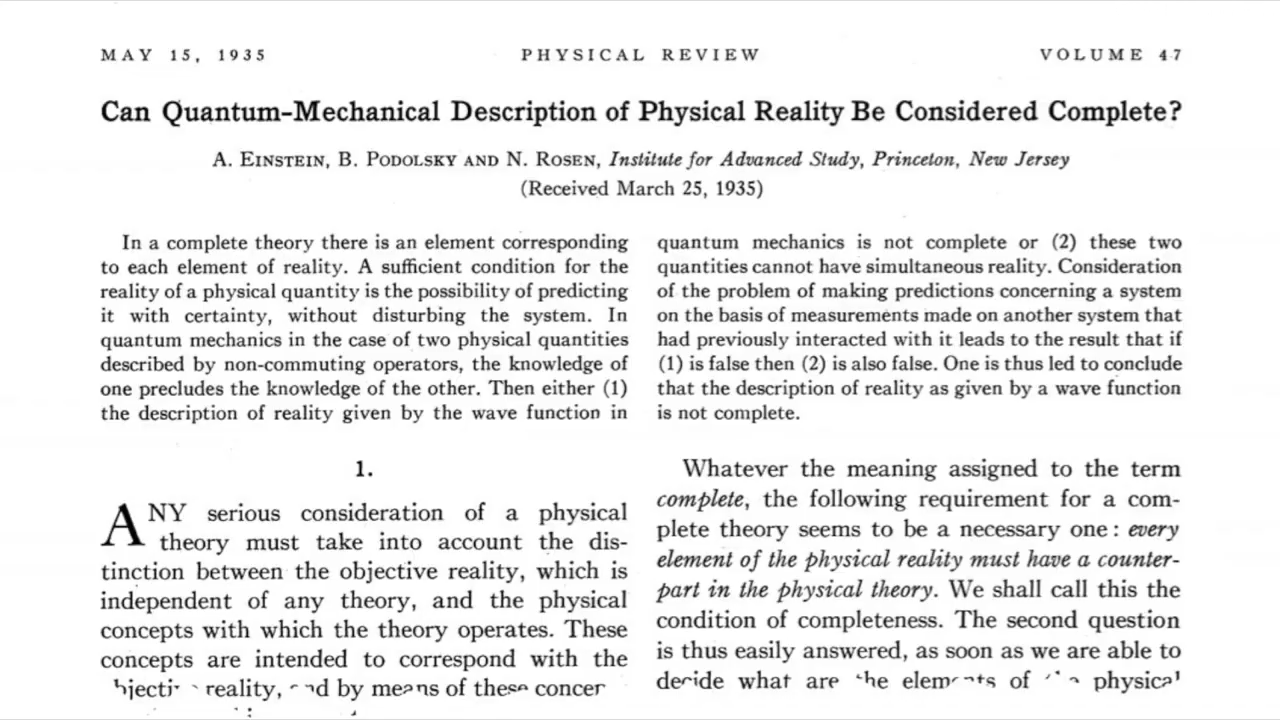 MAY 15, 1935 PHYSICAL REVIEW VOLUME 47
Can Quantum-Mechanical Description of Physical Reality Be Considered Complete?
A. EINSTEIN, B. PODOLSKY AND N. ROSEN, Institute for Advanced Study, Princeton, New Jersey
(Received March 25, 1935)
In a complete theory there is an element corresponding
to each element of reality. A sufficient condition for the
reality of a physical quantity is the possibility of predicting
it with certainty, without disturbing the system. In
quantum mechanics in the case of two physical quantities
described by non-commuting operators, the knowledge of
one precludes the knowledge of the other. Then either (1)
the description of reality given by the wave function in
quantum mechanics is not complete or (2) these two
quantities cannot have simultaneous reality. Consideration
of the problem of making predictions concerning a system
on the basis of measurements made on another system that
had previously interacted with it leads to the result that if
(1) is false then (2) is also false. One is thus led to conclude
that the description of reality as given by a wave function
is not complete.
1.
ANY serious consideration of a physical
theory must take into account the dis-
tinction between the objective reality, which is
independent of any theory, and the physical
concepts with which the theory operates. These
concepts are intended to correspond with the
reality, by means of these
Whatever the meaning assigned to the term
complete, the following requirement for a com-
plete theory seems to be a necessary one: every
element of the physical reality must have a counter-
part in the physical theory. We shall call this the
condition of completeness. The second question
is thus easily answered, as soon as we are able to
decide what are the elements of physical